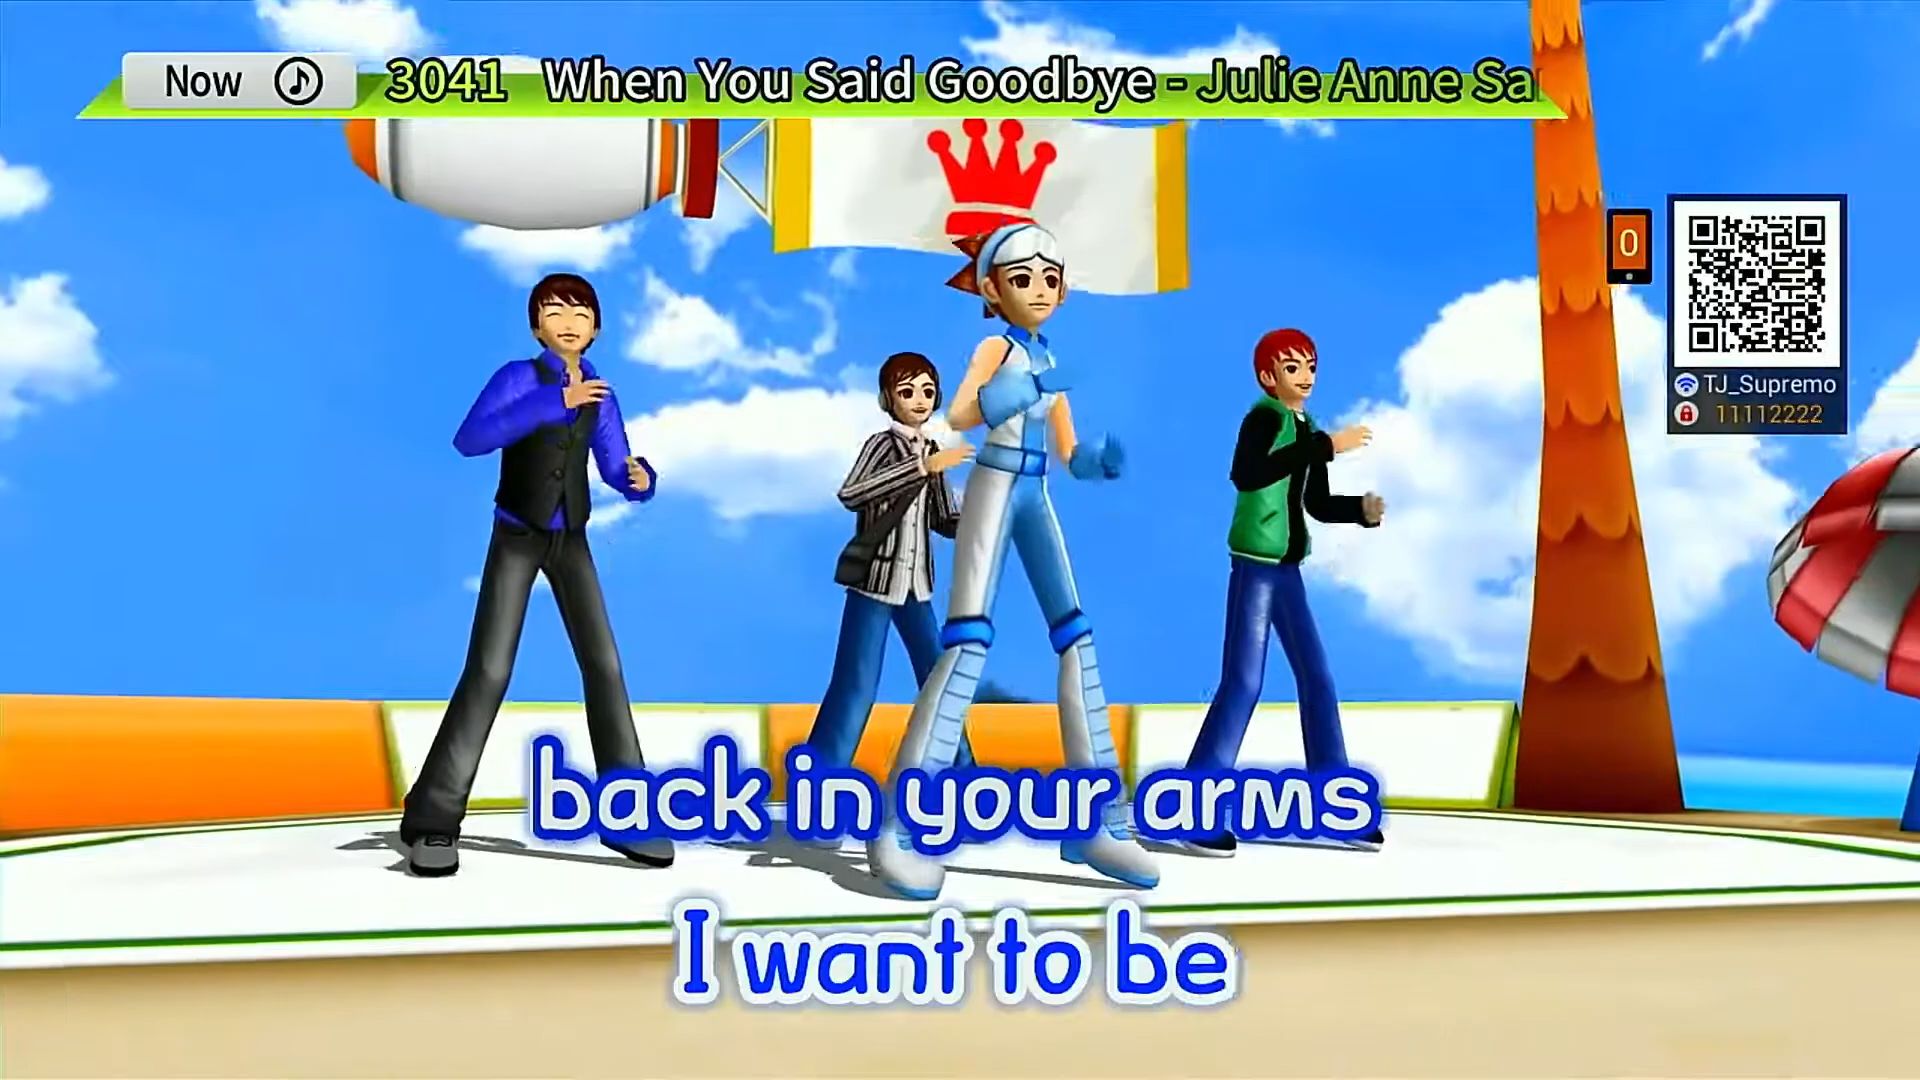 Now 3041 When You Said Goodbye - Julie Anne Sa
0
TJ_Supremo
11112222
back in your arms
I want to be